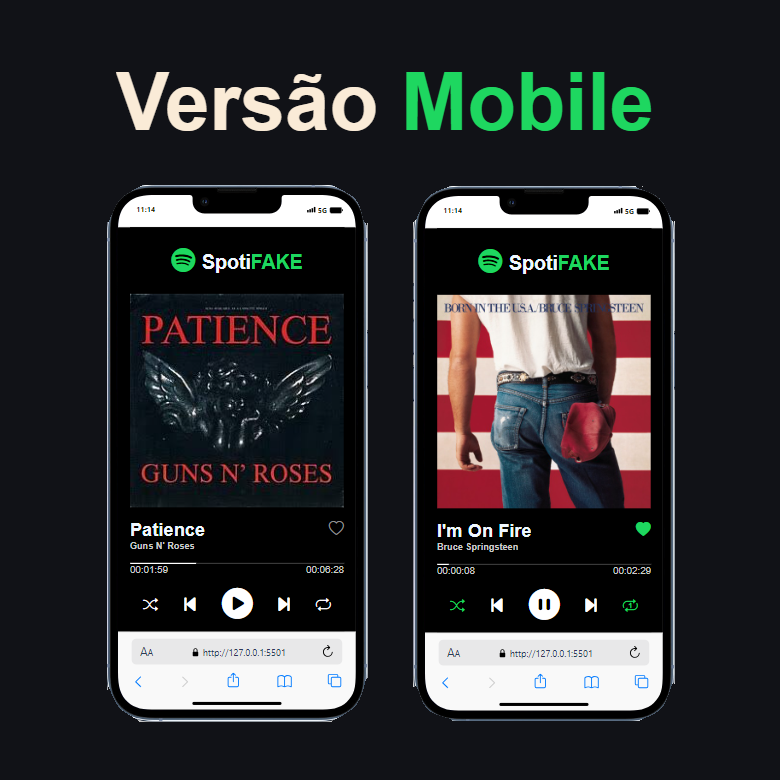 Versão Mobile
11:14
5G
SpotiFAKE
PATIENCE
GUNS N' ROSES
Patience
Guns N' Roses
00:01:59
00:06:28
AA
http://127.0.0.1:5501
11:14
5G
SpotiFAKE
BORN IN THE U.S.A./BRUCE SPRINGSTEEN
I'm On Fire
Bruce Springsteen
00:00:08
00:02:29
1
AA
http://127.0.0.1:5501